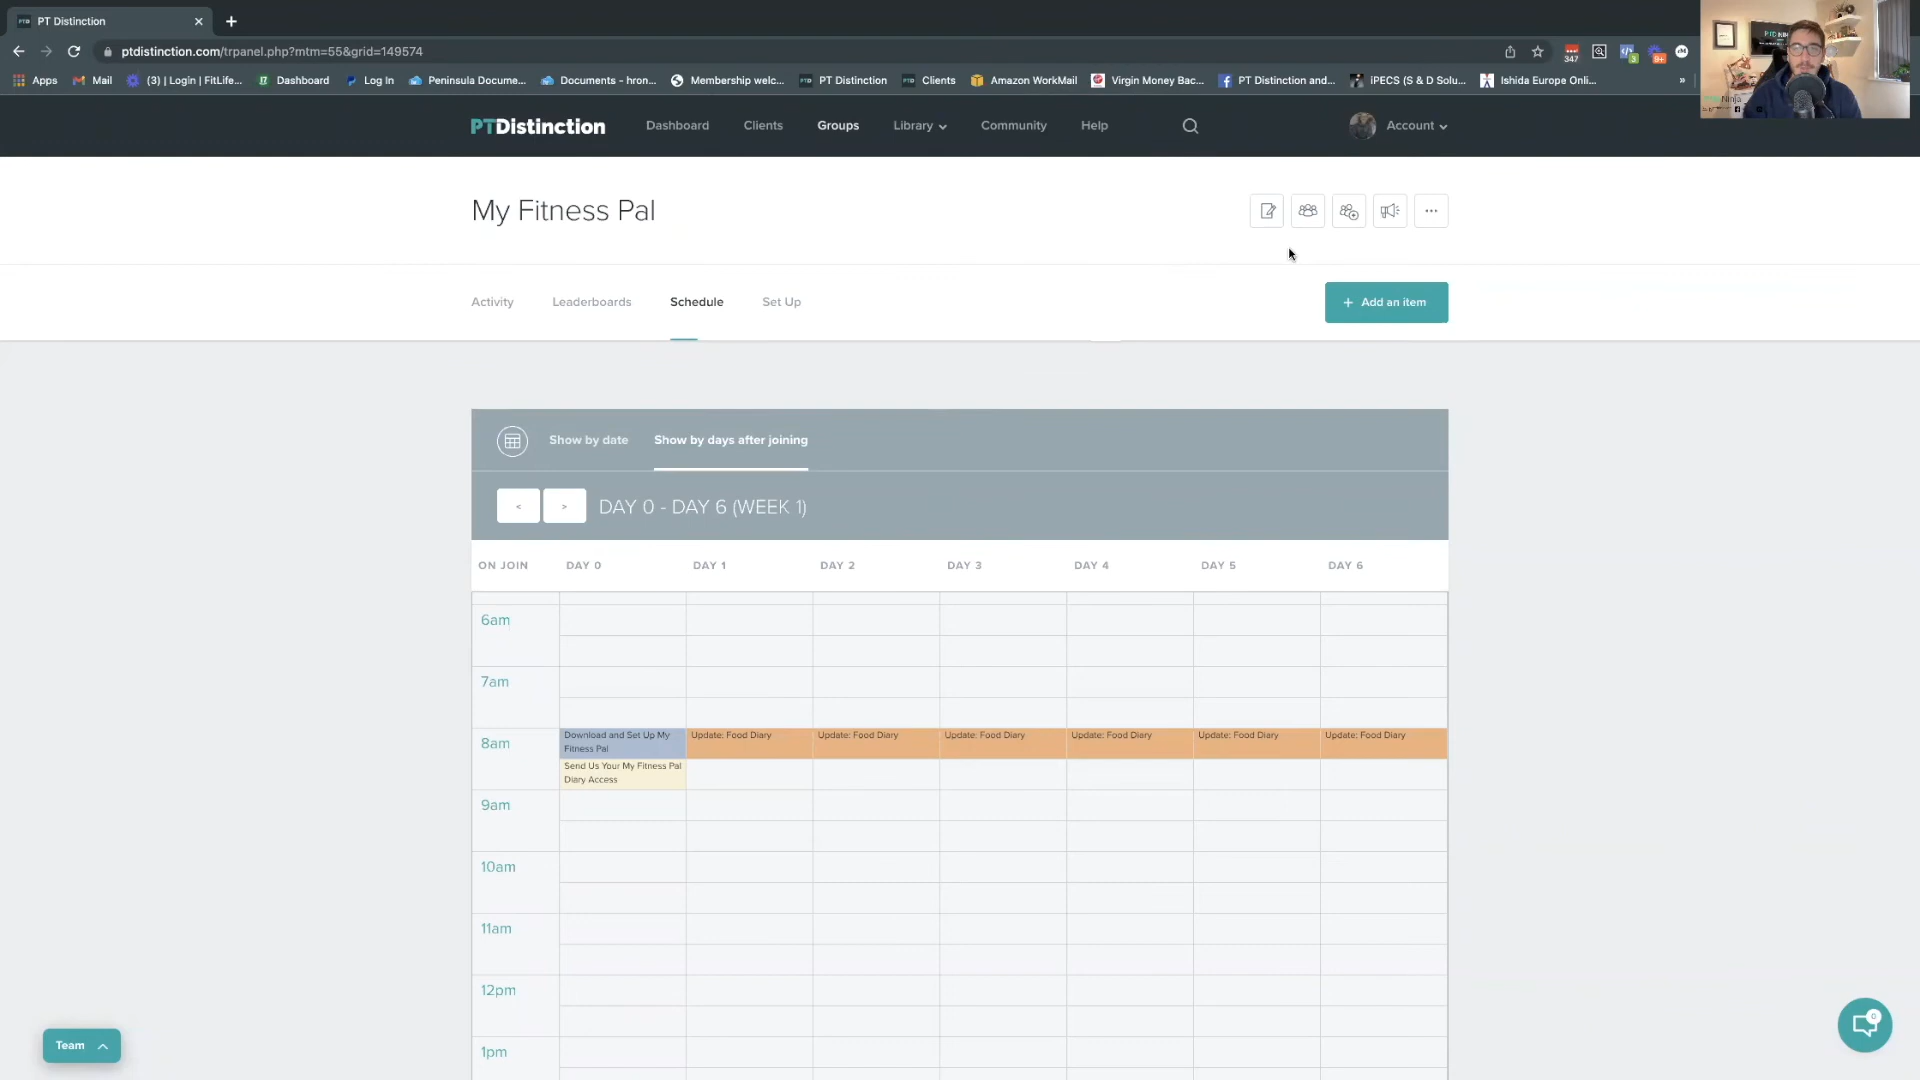 PT Distinction
ptdistinction.com/trpanel.php?mtm=55&grid=149574
347
3
9+
Apps
Mail
(3) | Login | FitLife...
Dashboard
Log In
Peninsula Docume...
Documents – hron...
Membership welc...
PT Distinction
Clients
Amazon WorkMail
Virgin Money Bac...
PT Distinction and...
iPECS (S & D Solu...
Ishida Europe Onli...
»
PTDistinction
Dashboard
Clients
Groups
Library
Community
Help
Account
My Fitness Pal
Activity
Leaderboards
Schedule
Set Up
+ Add an item
Show by date
Show by days after joining
< > DAY 0 - DAY 6 (WEEK 1)
ON JOIN DAY 0 DAY 1 DAY 2 DAY 3 DAY 4 DAY 5 DAY 6
6am
7am
8am
Download and Set Up My
Fitness Pal
Update: Food Diary
Update: Food Diary
Update: Food Diary
Update: Food Diary
Update: Food Diary
Update: Food Diary
Send Us Your My Fitness Pal
Diary Access
9am
10am
11am
12pm
1pm
Team
0